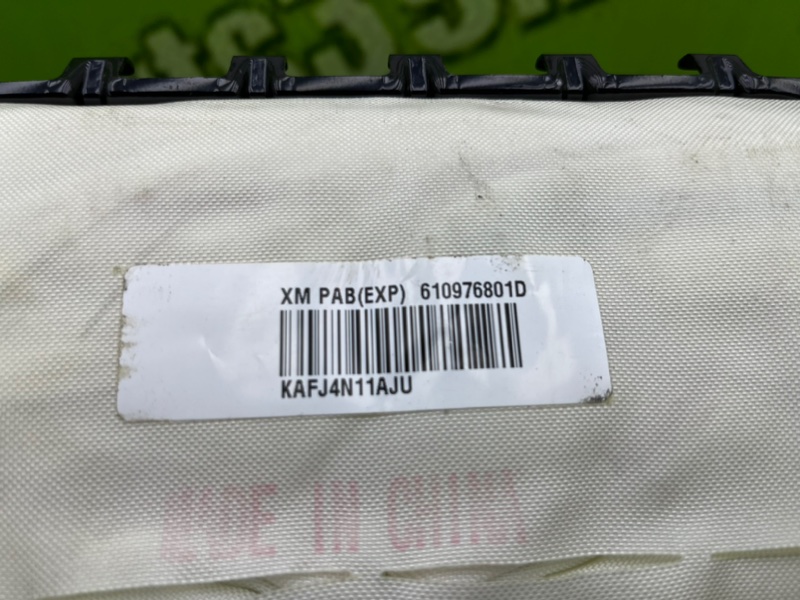 XM PAB(EXP) 610976801D
KAFJ4N11AJU
MADE IN CHINA